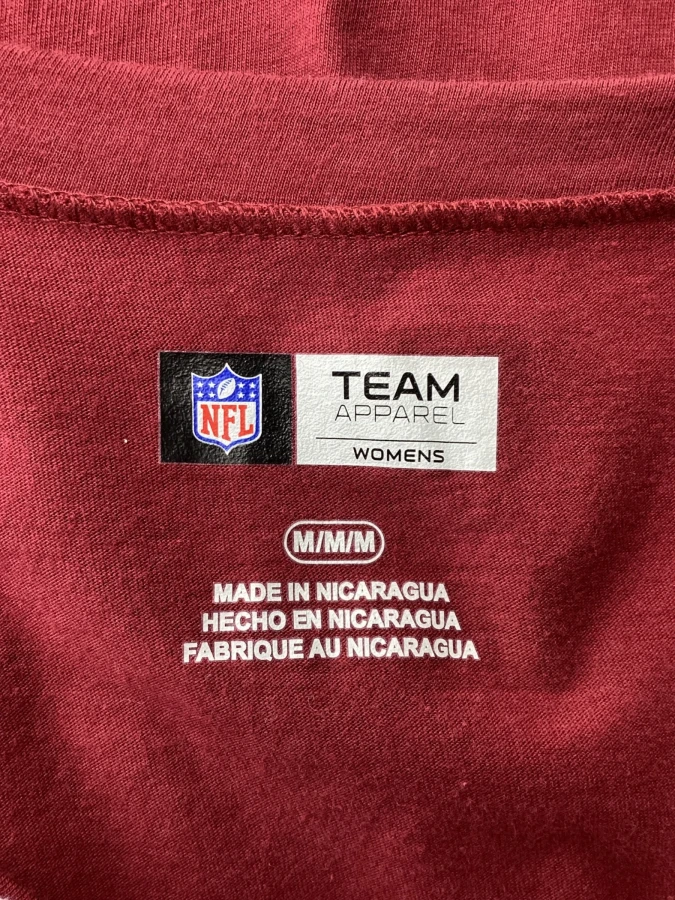 NFL
TEAM
APPAREL
WOMENS
M/M/M
MADE IN NICARAGUA
HECHO EN NICARAGUA
FABRIQUE AU NICARAGUA